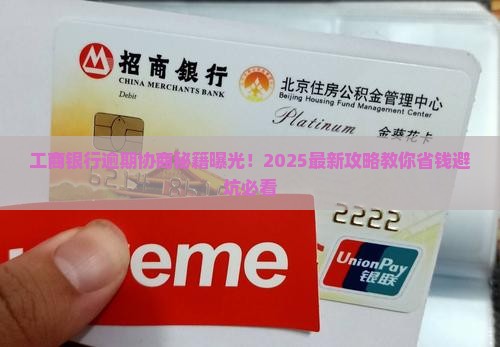 招商银行
CHINA MERCHANTS BANK
Debit
北京住房公积金管理中心
Beijing Housing Fund Management Center
Platinum
金葵花卡
工商银行逾期协商秘籍曝光！2025最新攻略教你省钱避
坑必看
2222
eme
UnionPay
银联